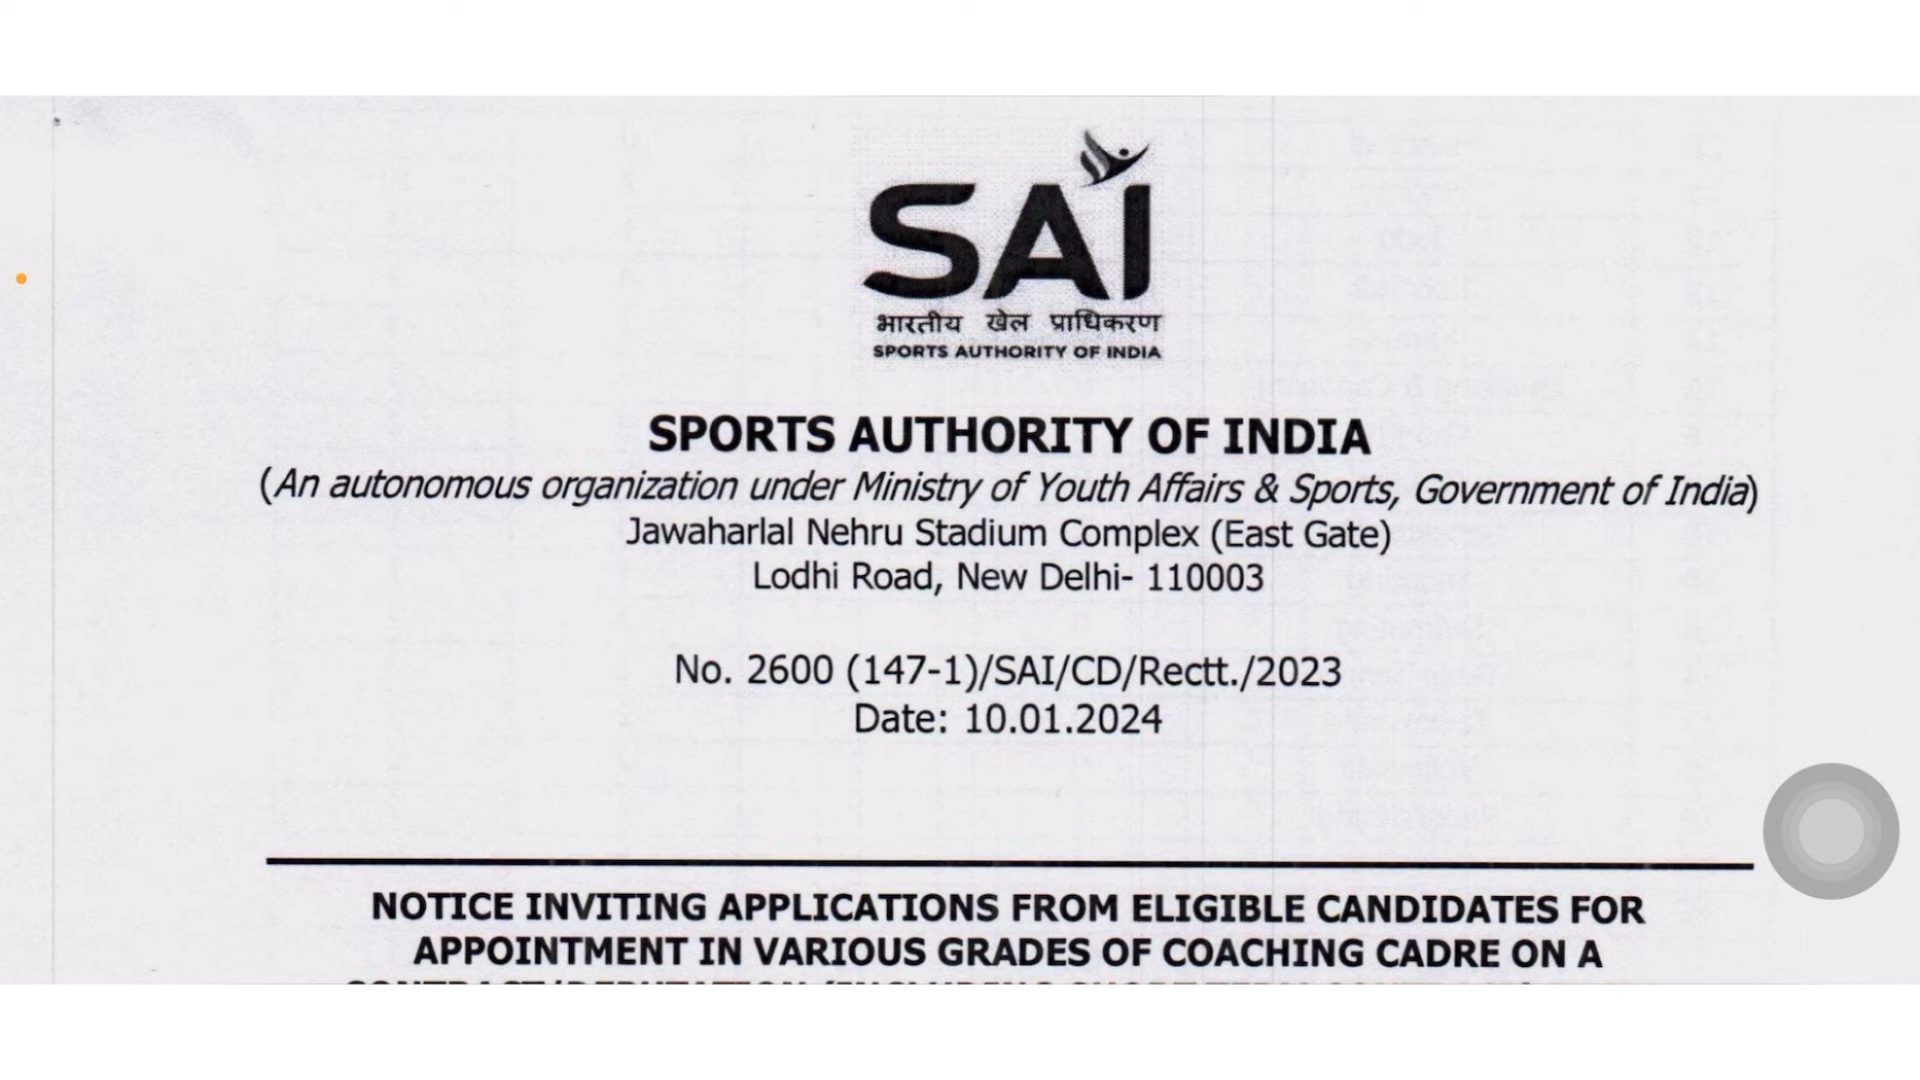 SAI
भारतीय खेल प्राधिकरण
SPORTS AUTHORITY OF INDIA
SPORTS AUTHORITY OF INDIA
(An autonomous organization under Ministry of Youth Affairs & Sports, Government of India)
Jawaharlal Nehru Stadium Complex (East Gate)
Lodhi Road, New Delhi- 110003
No. 2600 (147-1)/SAI/CD/Rectt./2023
Date: 10.01.2024
NOTICE INVITING APPLICATIONS FROM ELIGIBLE CANDIDATES FOR
APPOINTMENT IN VARIOUS GRADES OF COACHING CADRE ON A